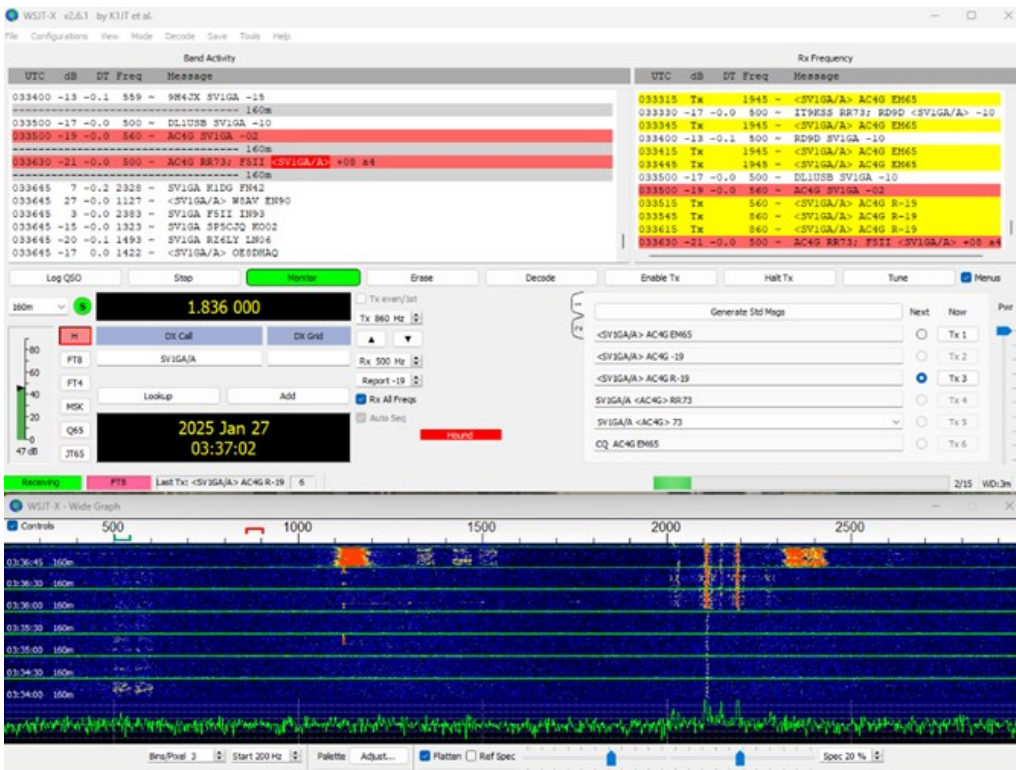 WSJT-X v2.6.1 by K1JT et al.
File Configurations View Mode Decode Save Tools Help
Band Activity
UTC dB DT Freq Message
033400 -13 -0.1 559 ~ 9H4JX SV1GA -15
160m
033500 -17 -0.0 500 ~ DL1USB SV1GA -10
033500 -19 -0.0 560 ~ AC4G SV1GA -02
160m
033630 -21 -0.0 500 ~ AC4G RR73; F5II <SV1GA/A> +08 a4
160m
033645 7 -0.2 2328 ~ SV1GA K1DG FN42
033645 27 -0.0 1127 ~ <SV1GA/A> W8AV EN90
033645 3 -0.0 2383 ~ SV1GA F5II IN93
033645 -15 -0.0 1323 ~ SV1GA SP5CJQ KO02
033645 -20 -0.1 1493 ~ SV1GA RZ6LY LN06
033645 -17 0.0 1422 ~ <SV1GA/A> OE8DHAQ
Rx Frequency
UTC dB DT Freq Message
033315 Tx 1945 ~ <SV1GA/A> AC4G EM65
033330 -17 -0.0 500 ~ IT9KSS RR73; RD9D <SV1GA/A> -10
033345 Tx 1945 ~ <SV1GA/A> AC4G EM65
033400 -13 -0.1 500 ~ RD9D SV1GA -10
033415 Tx 1945 ~ <SV1GA/A> AC4G EM65
033445 Tx 1945 ~ <SV1GA/A> AC4G EM65
033500 -17 -0.0 500 ~ DL1USB SV1GA -10
033500 -19 -0.0 560 ~ AC4G SV1GA -02
033515 Tx 560 ~ <SV1GA/A> AC4G R-19
033545 Tx 860 ~ <SV1GA/A> AC4G R-19
033615 Tx 860 ~ <SV1GA/A> AC4G R-19
033630 -21 -0.0 500 ~ AC4G RR73; F5II <SV1GA/A> +08 a4
Log QSO Stop Monitor Erase Decode Enable Tx Halt Tx Tune Menus
160m S 1.836 000
H FT8 FT4 MSK Q65 JT65
-80
-60
-40
-20
-0
47 dB
DX Call DX Grid
SV1GA/A
Lookup Add
2025 Jan 27
03:37:02
Tx even/1st
Tx 860 Hz
Rx 500 Hz
Report -19
Rx All Freqs
Auto Seq
Hound
1
2
Generate Std Msgs Next Now Pwr
<SV1GA/A> AC4G EM65 Tx 1
<SV1GA/A> AC4G -19 Tx 2
<SV1GA/A> AC4G R-19 Tx 3
SV1GA/A <AC4G> RR73 Tx 4
SV1GA/A <AC4G> 73 Tx 5
CQ AC4G EM65 Tx 6
Receiving FT8 Last Tx: <SV1GA/A> AC4G R-19 6 2/15 WD:3m
WSJT-X - Wide Graph
Controls 500 1000 1500 2000 2500
03:36:45 160m
03:36:30 160m
03:36:00 160m
03:35:30 160m
03:35:00 160m
03:34:30 160m
03:34:00 160m
Bins/Pixel 3 Start 200 Hz Palette Adjust... Flatten Ref Spec Spec 20 %